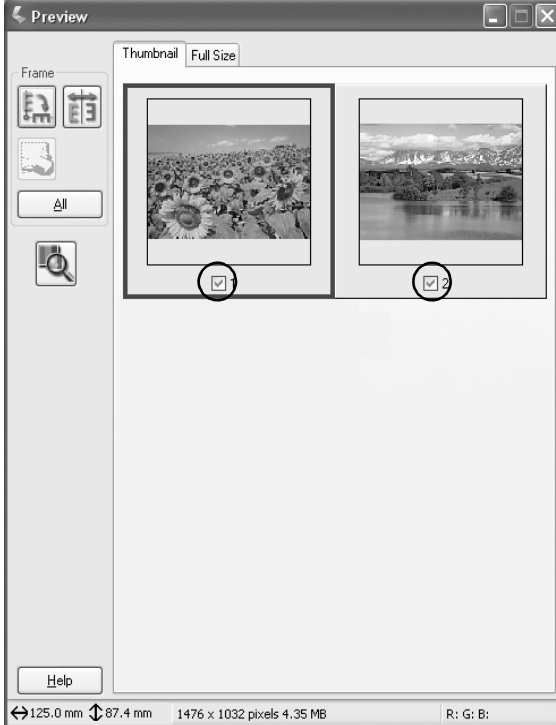 Preview
Thumbnail
Full Size
Frame
All
1
2
Help
125.0 mm 87.4 mm 1476 x 1032 pixels 4.35 MB R: G: B: